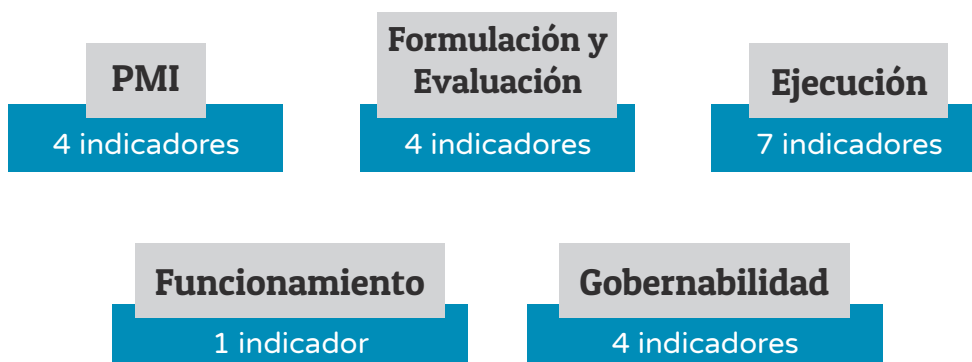 PMI
4 indicadores
Formulación y
Evaluación
4 indicadores
Ejecución
7 indicadores
Funcionamiento
1 indicador
Gobernabilidad
4 indicadores